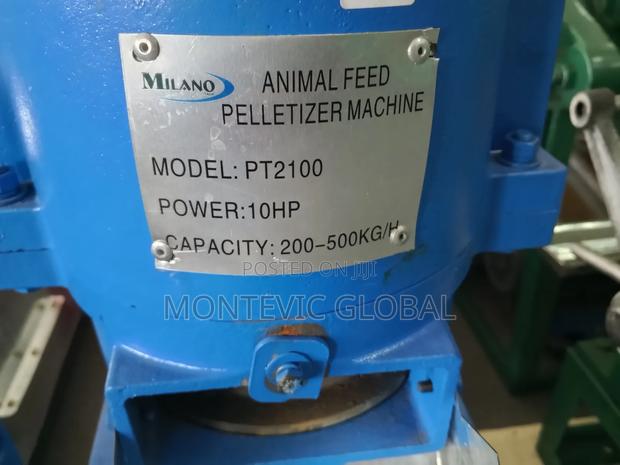 MILANO
ANIMAL FEED
PELLETIZER MACHINE
MODEL: PT2100
POWER:10HP
CAPACITY: 200-500KG/H
POSTED ON JIJI
MONTEVIC GLOBAL